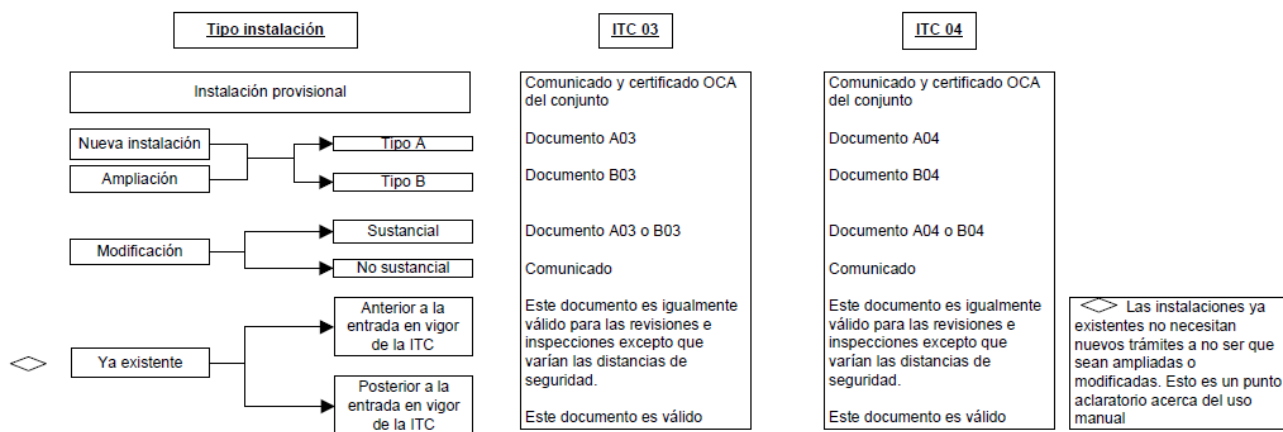 Tipo instalación
ITC 03
ITC 04
Instalación provisional
Comunicado y certificado OCA
del conjunto
Comunicado y certificado OCA
del conjunto
Nueva instalación
Tipo A
Documento A03
Documento A04
Ampliación
Tipo B
Documento B03
Documento B04
Modificación
Sustancial
Documento A03 o B03
Documento A04 o B04
No sustancial
Comunicado
Comunicado
Ya existente
Anterior a la
entrada en vigor
de la ITC
Este documento es igualmente
válido para las revisiones e
inspecciones excepto que
varían las distancias de
seguridad.
Este documento es igualmente
válido para las revisiones e
inspecciones excepto que
varían las distancias de
seguridad.
Posterior a la
entrada en vigor
de la ITC
Este documento es válido
Este documento es válido
Las instalaciones ya
existentes no necesitan
nuevos trámites a no ser que
sean ampliadas o
modificadas. Esto es un punto
aclaratorio acerca del uso
manual